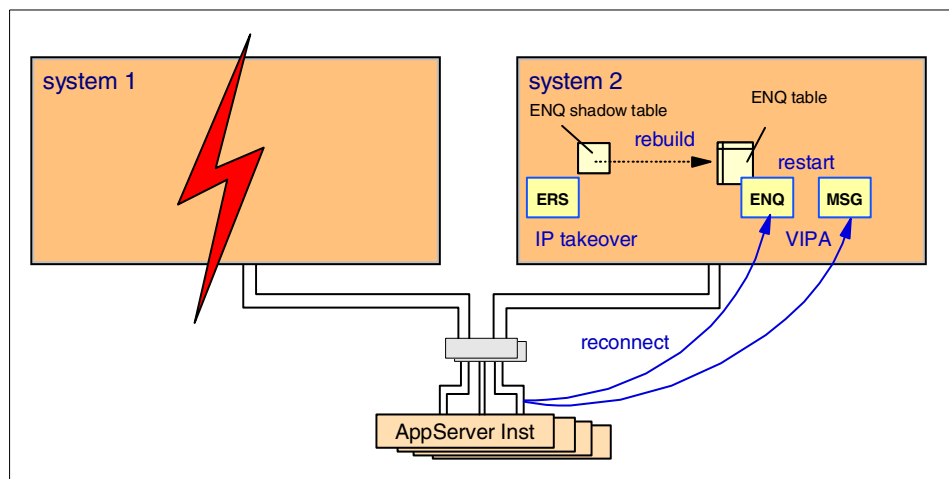 system 1
system 2
ENQ shadow table
ENQ table
rebuild
restart
ERS
ENQ
MSG
IP takeover
VIPA
reconnect
AppServer Inst